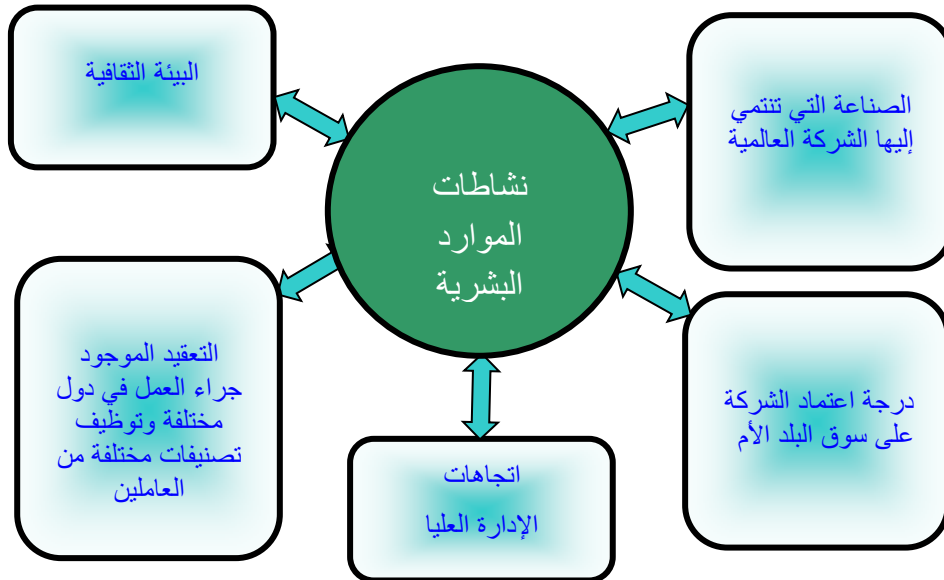 البيئة الثقافية
الصناعة التي تنتمي
إليها الشركة العالمية
نشاطات
الموارد
البشرية
التعقيد الموجود
جراء العمل في دول
مختلفة وتوظيف
تصنيفات مختلفة من
العاملين
درجة اعتماد الشركة
على سوق البلد الأم
اتجاهات
الإدارة العليا